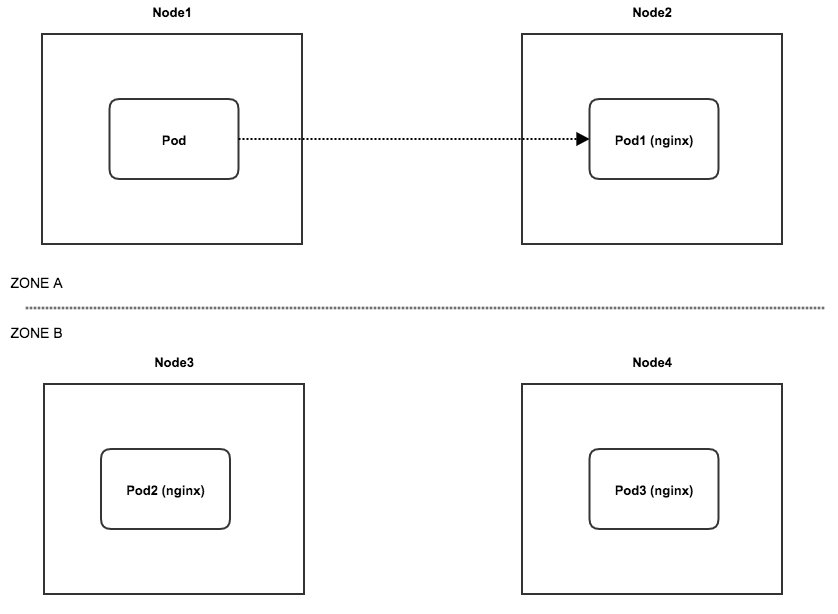 Node1
Node2
Pod
Pod1 (nginx)
ZONE A
ZONE B
Node3
Node4
Pod2 (nginx)
Pod3 (nginx)